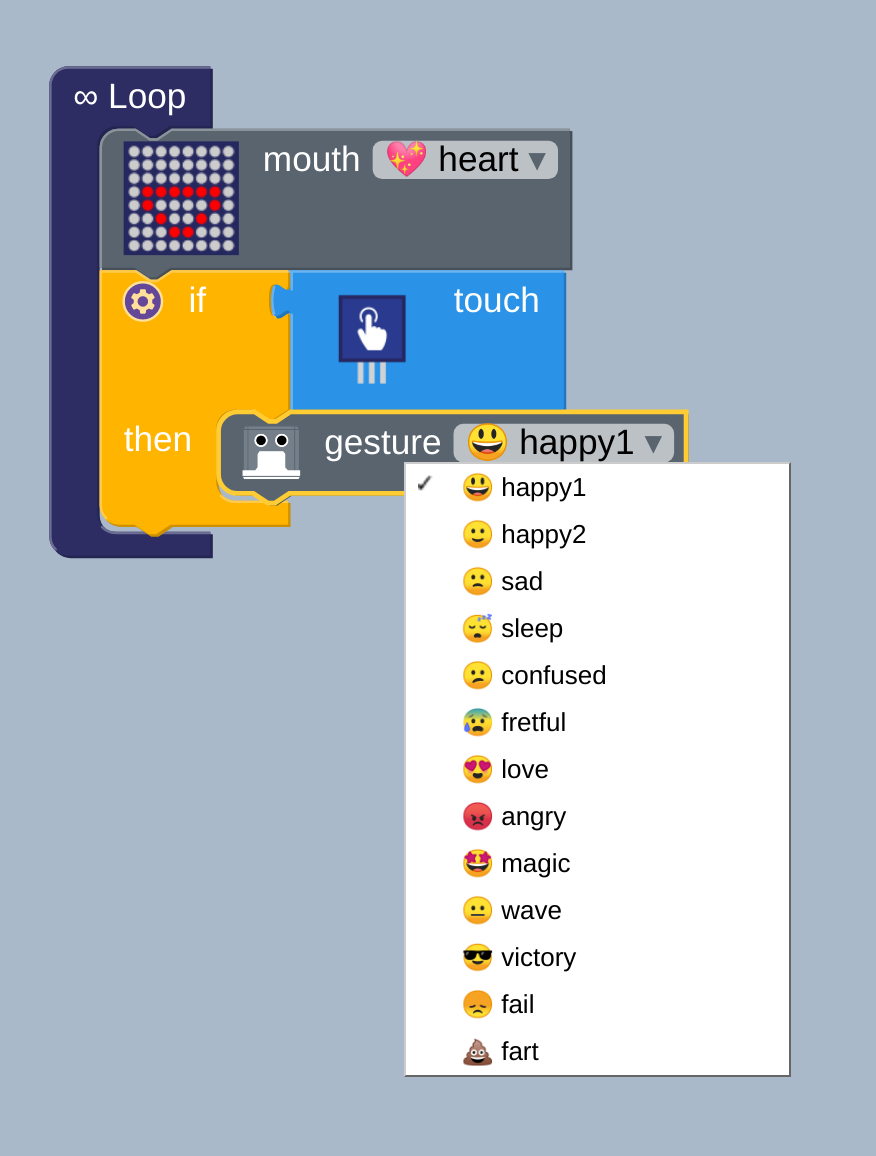 ∞ Loop
mouth 💖 heart ▼
if touch
then gesture 😃 happy1 ▼
✓ 😃 happy1
🙂 happy2
🙁 sad
😴 sleep
😕 confused
😰 fretful
😍 love
😡 angry
🤩 magic
😐 wave
😎 victory
😞 fail
💩 fart